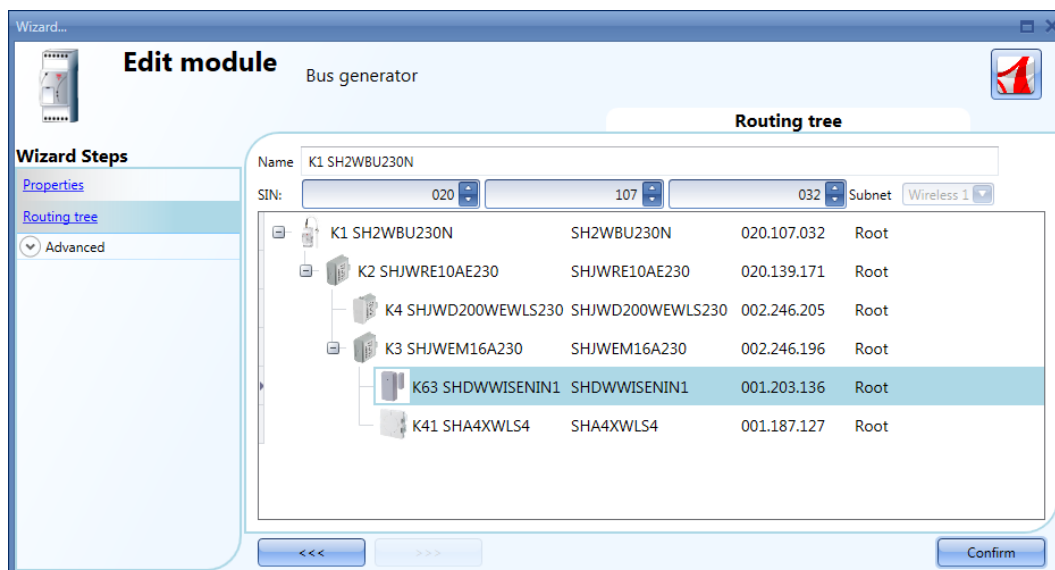 Wizard...
Edit module
Bus generator
Routing tree
Wizard Steps
Properties
Routing tree
Advanced
Name K1 SH2WBU230N
SIN: 020 107 032 Subnet Wireless 1
K1 SH2WBU230N SH2WBU230N 020.107.032 Root
K2 SHJWRE10AE230 SHJWRE10AE230 020.139.171 Root
K4 SHJWD200WEWLS230 SHJWD200WEWLS230 002.246.205 Root
K3 SHJWEM16A230 SHJWEM16A230 002.246.196 Root
K63 SHDWWISENIN1 SHDWWISENIN1 001.203.136 Root
K41 SHA4XWLS4 SHA4XWLS4 001.187.127 Root
<<< >>> Confirm